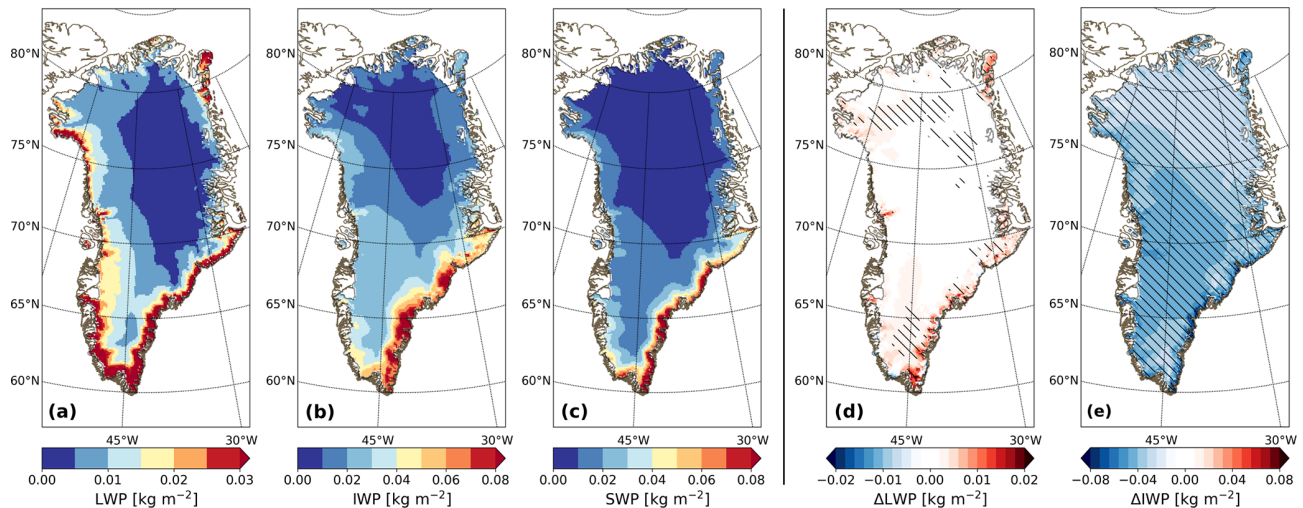 80°N
75°N
70°N
65°N
60°N
(a)
(b)
(c)
(d)
(e)
80°N
75°N
70°N
65°N
60°N
45°W 30°W
45°W 30°W
45°W 30°W
45°W 30°W
45°W 30°W
80°N
75°N
70°N
65°N
60°N
80°N
75°N
70°N
65°N
60°N
80°N
75°N
70°N
65°N
60°N
0.00 0.01 0.02 0.03
LWP [kg m⁻²]
0.00 0.02 0.04 0.06 0.08
IWP [kg m⁻²]
0.00 0.02 0.04 0.06 0.08
SWP [kg m⁻²]
−0.02 −0.01 0.00 0.01 0.02
ΔLWP [kg m⁻²]
−0.08 −0.04 0.00 0.04 0.08
ΔIWP [kg m⁻²]